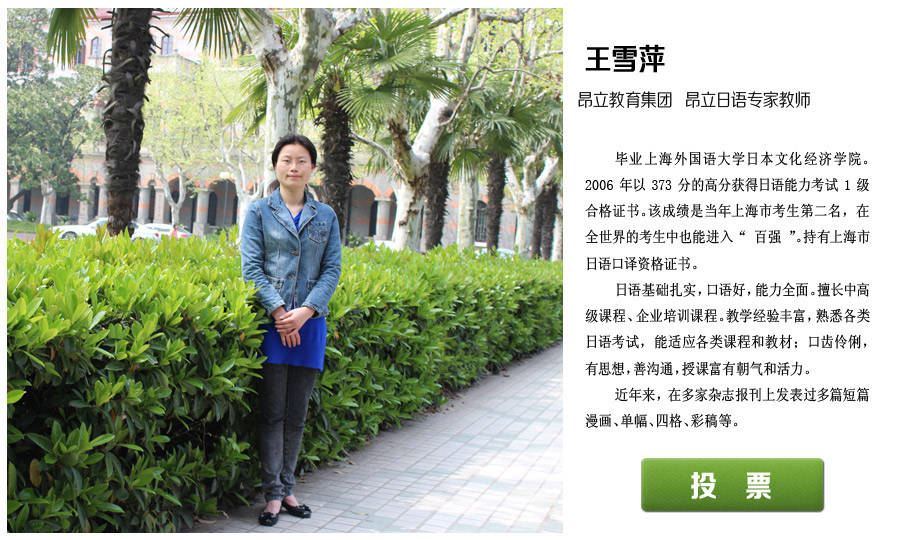 王雪萍
昂立教育集团 昂立日语专家教师
毕业上海外国语大学日本文化经济学院。
2006 年以 373 分的高分获得日语能力考试 1 级
合格证书。该成绩是当年上海市考生第二名，在
全世界的考生中也能进入“ 百强 ”。持有上海市
日语口译资格证书。
日语基础扎实，口语好，能力全面。擅长中高
级课程、企业培训课程。教学经验丰富，熟悉各类
日语考试，能适应各类课程和教材；口齿伶俐，
有思想，善沟通，授课富有朝气和活力。
近年来，在多家杂志报刊上发表过多篇短篇
漫画、单幅、四格、彩稿等。
投 票